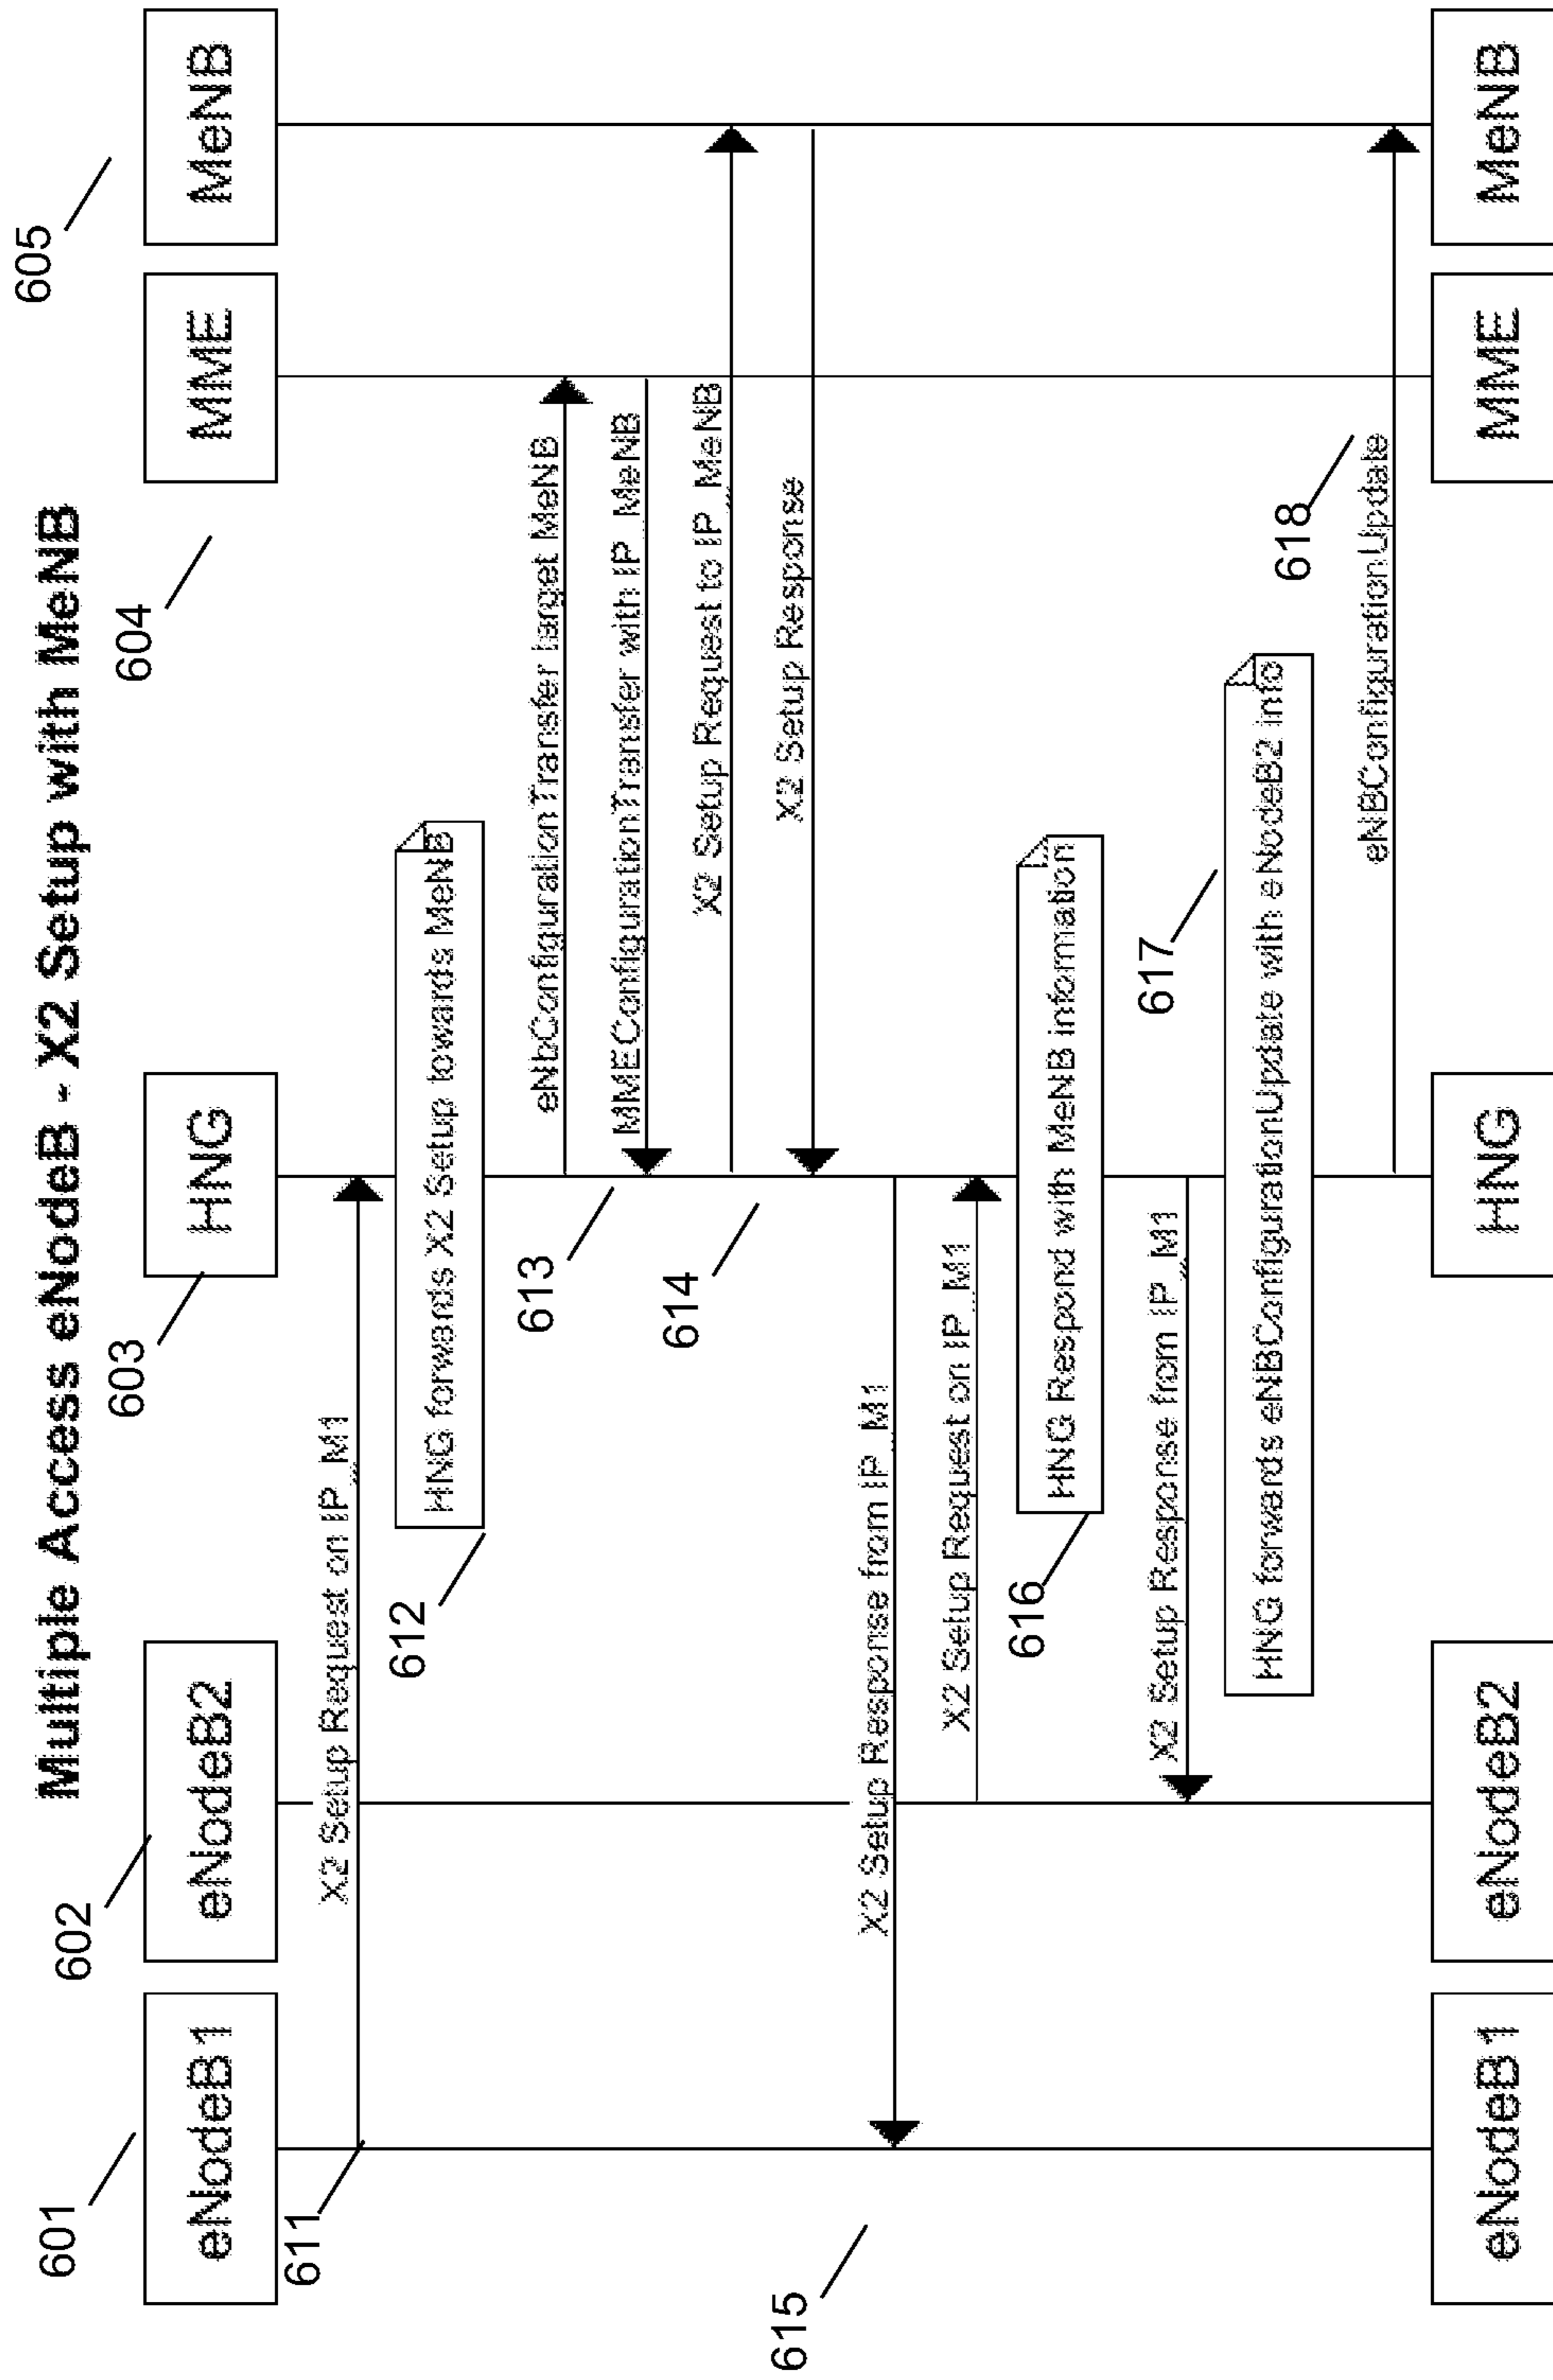 Multiple Access eNodeB - X2 Setup with MeNB
601
602
603
604
605
eNodeB1
eNodeB2
HNG
MME
MeNB
611
X2 Setup Request on IP_M1
HNG forwards X2 Setup towards MeNB
612
eNbConfigurationTransfer target MeNB
613
MMEConfigurationTransfer with IP_MeNB
X2 Setup Request to IP_MeNB
614
X2 Setup Response
615
X2 Setup Response from IP_M1
X2 Setup Request on IP_M1
HNG Respond with MeNB information
616
X2 Setup Response from IP_M1
617
HNG forwards eNBConfigurationUpdate with eNodeB2 info
618
eNBConfigurationUpdate
eNodeB1
eNodeB2
HNG
MME
MeNB